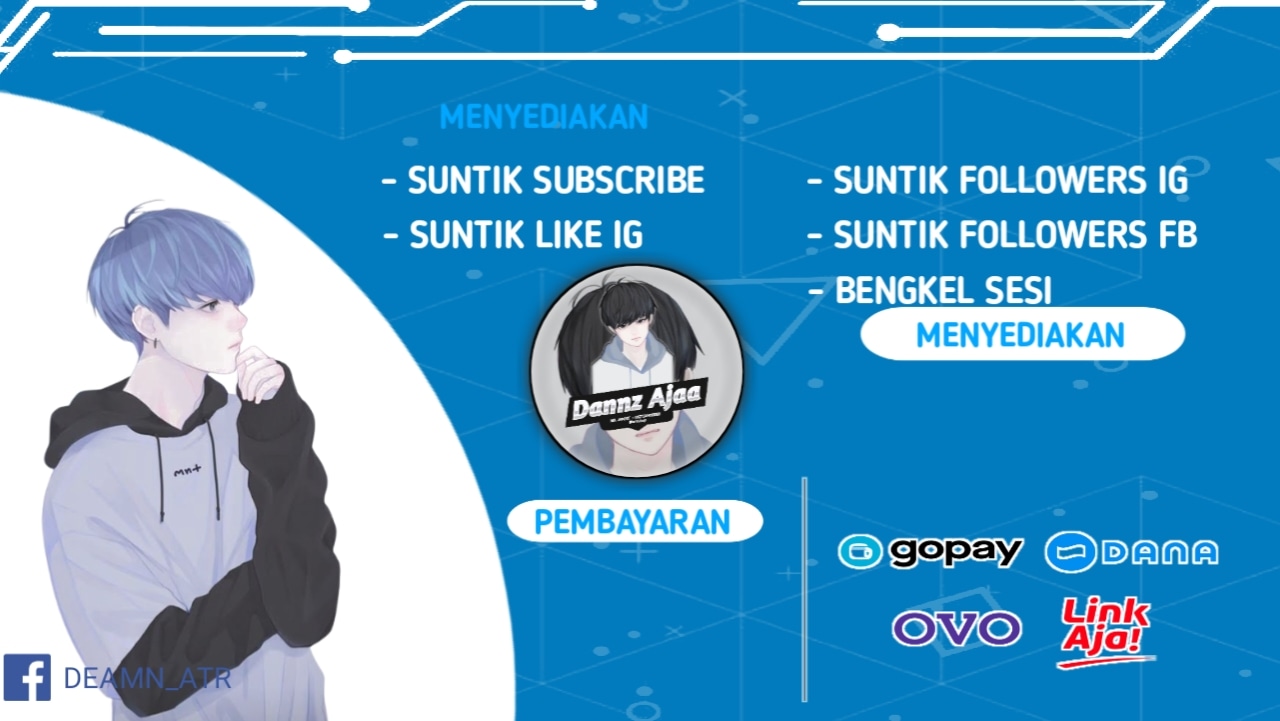 MENYEDIAKAN
- SUNTIK SUBSCRIBE
- SUNTIK LIKE IG
- SUNTIK FOLLOWERS IG
- SUNTIK FOLLOWERS FB
- BENGKEL SESI
MENYEDIAKAN
Dannz Ajaa
mn+
PEMBAYARAN
gopay
DANA
OVO
Link
Aja!
f DEAMN_ATR